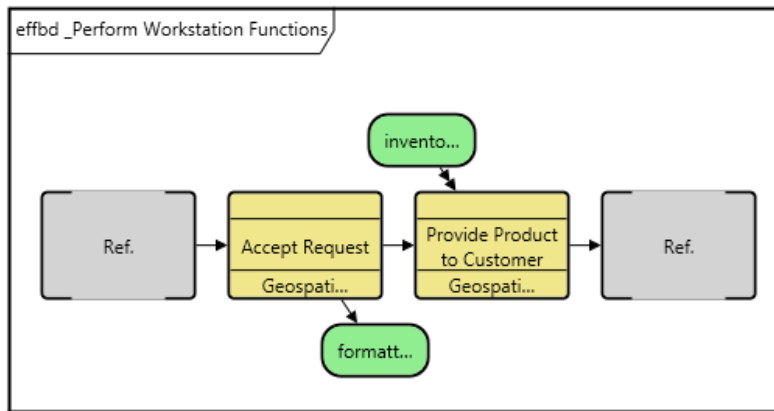 effbd _Perform Workstation Functions
invento...
Ref.
Accept Request
Geospati...
Provide Product
to Customer
Geospati...
Ref.
formatt...